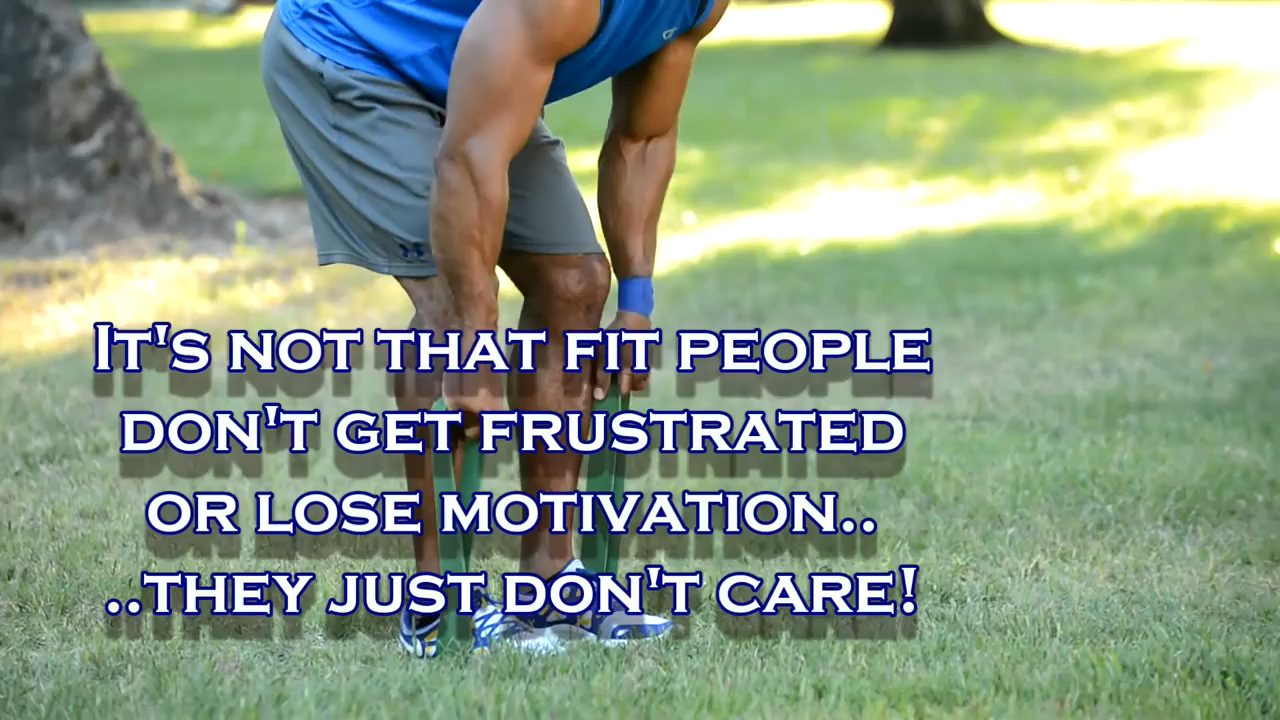 It's not that fit people
don't get frustrated
or lose motivation..
..they just don't care!